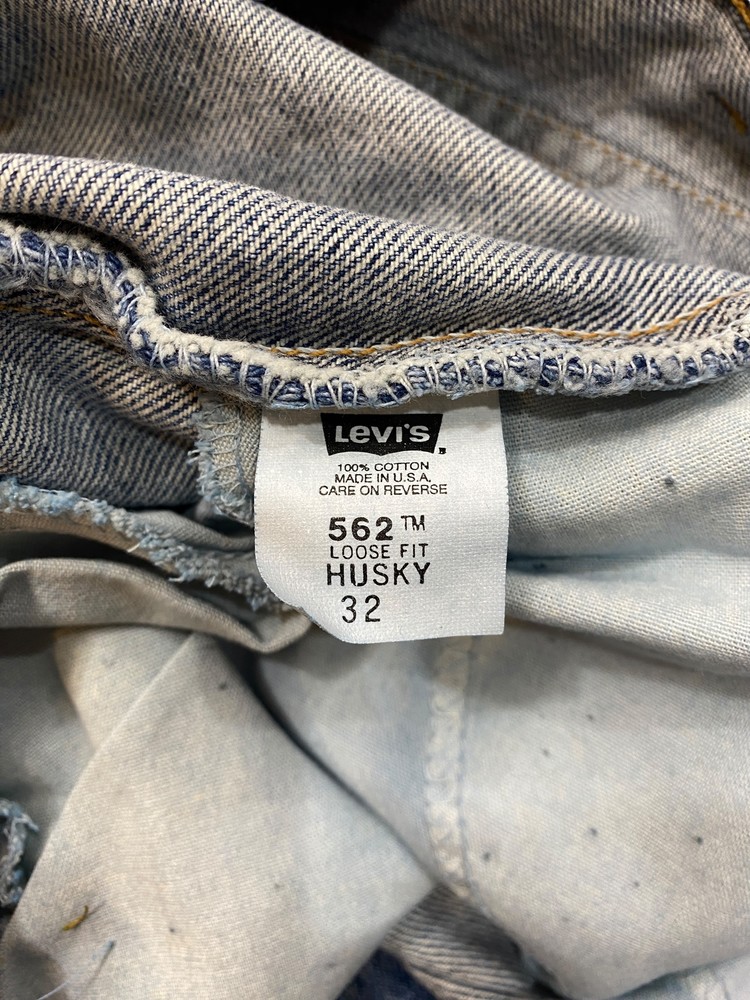 Levi's
100% COTTON
MADE IN U.S.A.
CARE ON REVERSE
562™
LOOSE FIT
HUSKY
32